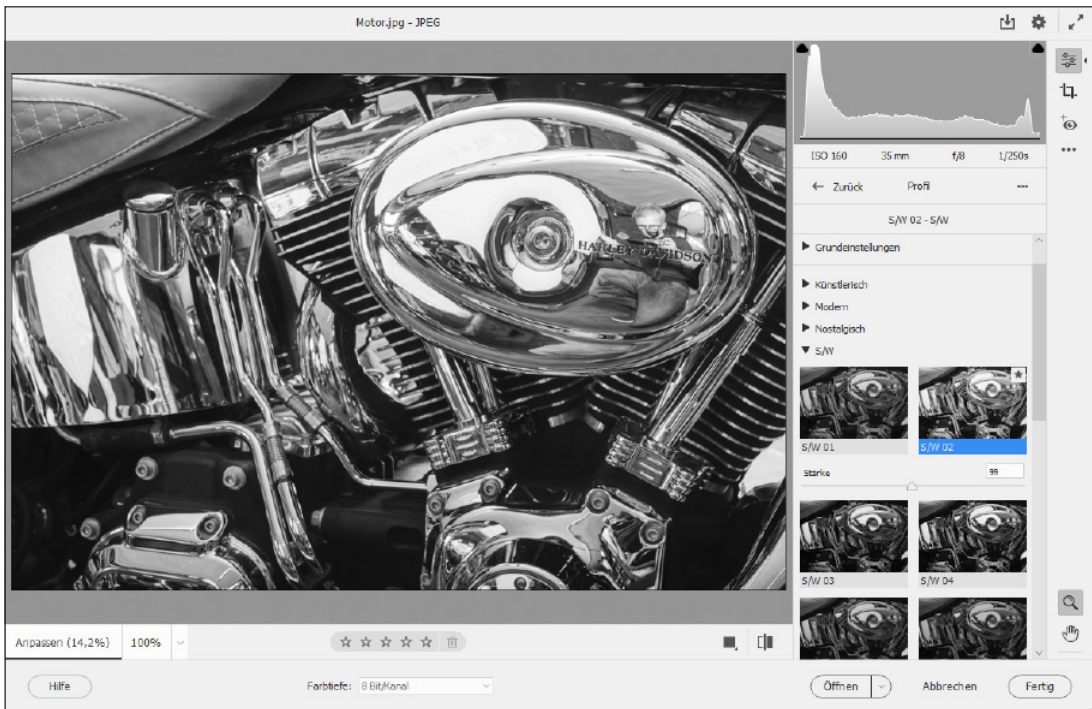 Motor.jpg - JPEG
ISO 160 35 mm f/8 1/250s
Zurück Profil
S/W 02 - S/W
Grundeinstellungen
Künstlerisch
Modern
Nostalgisch
S/W
HARLEY-DAVIDSON
S/W 01 S/W 02
Stärke 99
S/W 03 S/W 04
Anpassen (14,2%) 100%
Hilfe Farbtiefe: 8 Bit/Kanal Öffnen Abbrechen Fertig